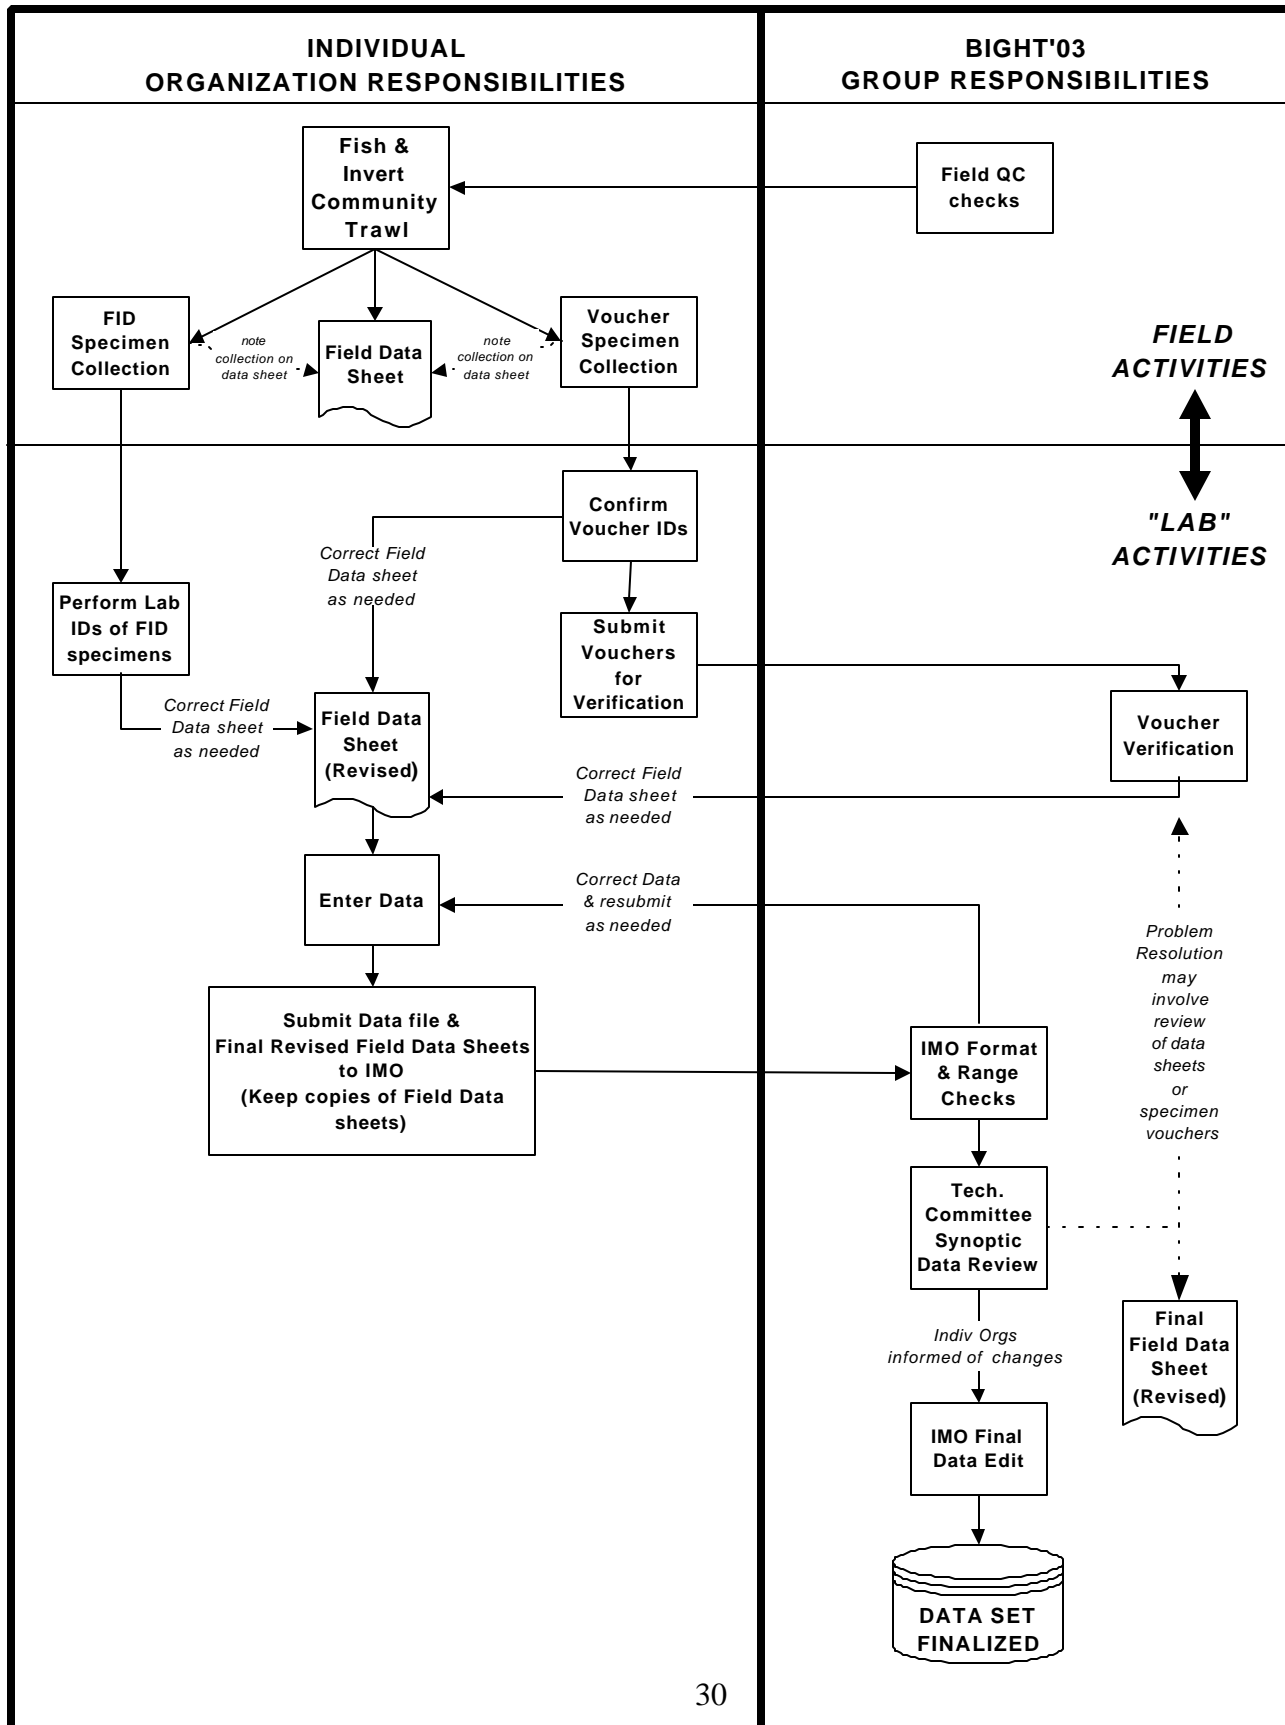 INDIVIDUAL
ORGANIZATION RESPONSIBILITIES
BIGHT'03
GROUP RESPONSIBILITIES
Fish &
Invert
Community
Trawl
Field QC
checks
FID
Specimen
Collection
note
collection on
data sheet
Field Data
Sheet
note
collection on
data sheet
Voucher
Specimen
Collection
FIELD
ACTIVITIES
"LAB"
ACTIVITIES
Confirm
Voucher IDs
Correct Field
Data sheet
as needed
Perform Lab
IDs of FID
specimens
Submit
Vouchers
for
Verification
Correct Field
Data sheet
as needed
Field Data
Sheet
(Revised)
Voucher
Verification
Correct Field
Data sheet
as needed
Enter Data
Correct Data
& resubmit
as needed
Problem
Resolution
may
involve
review
of data
sheets
or
specimen
vouchers
Submit Data file &
Final Revised Field Data Sheets
to IMO
(Keep copies of Field Data
sheets)
IMO Format
& Range
Checks
Tech.
Committee
Synoptic
Data Review
Indiv Orgs
informed of changes
Final
Field Data
Sheet
(Revised)
IMO Final
Data Edit
DATA SET
FINALIZED
30